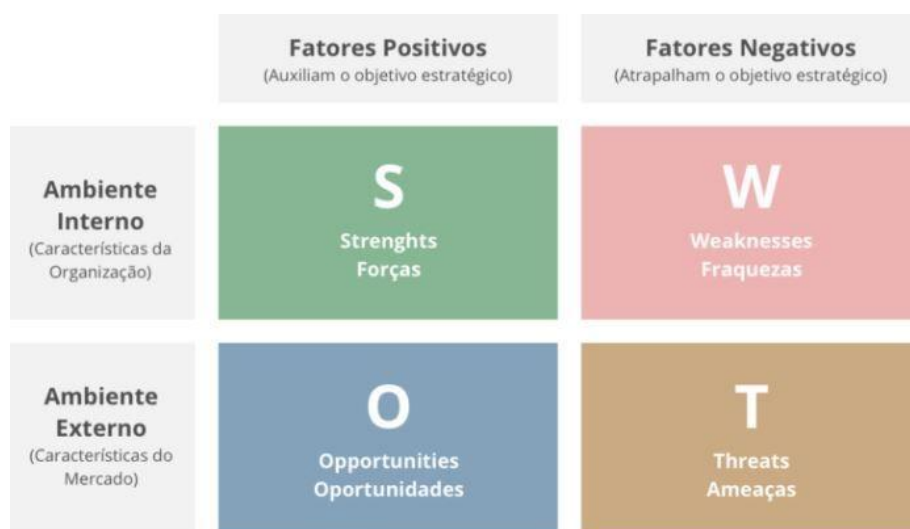 Fatores Positivos
(Auxiliam o objetivo estratégico)
Fatores Negativos
(Atrapalham o objetivo estratégico)
Ambiente
Interno
(Características da
Organização)
S
Strenghts
Forças
W
Weaknesses
Fraquezas
Ambiente
Externo
(Características do
Mercado)
O
Opportunities
Oportunidades
T
Threats
Ameaças